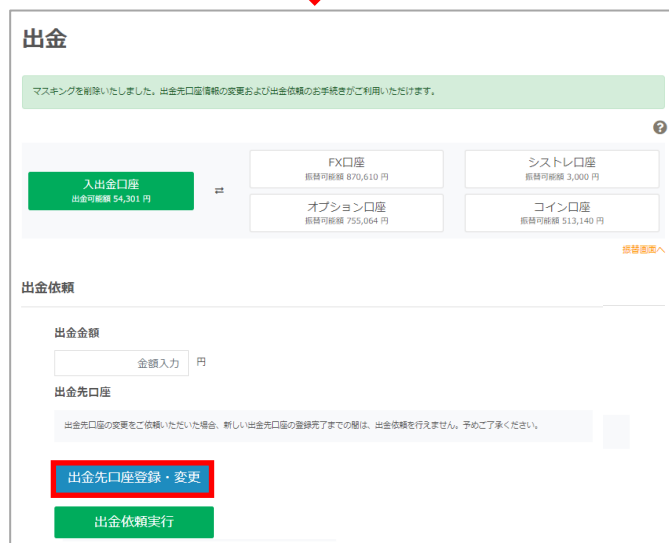 出金
マスキングを削除いたしました。出金先口座情報の変更および出金依頼のお手続きがご利用いただけます。
?
入出金口座
出金可能額 54,301 円
⇄
FX口座
振替可能額 870,610 円
シストレ口座
振替可能額 3,000 円
オプション口座
振替可能額 755,064 円
コイン口座
振替可能額 513,140 円
振替画面へ
出金依頼
出金金額
金額入力 円
出金先口座
出金先口座の変更をご依頼いただいた場合、新しい出金先口座の登録完了までの間は、出金依頼を行えません。予めご了承ください。
出金先口座登録・変更
出金依頼実行